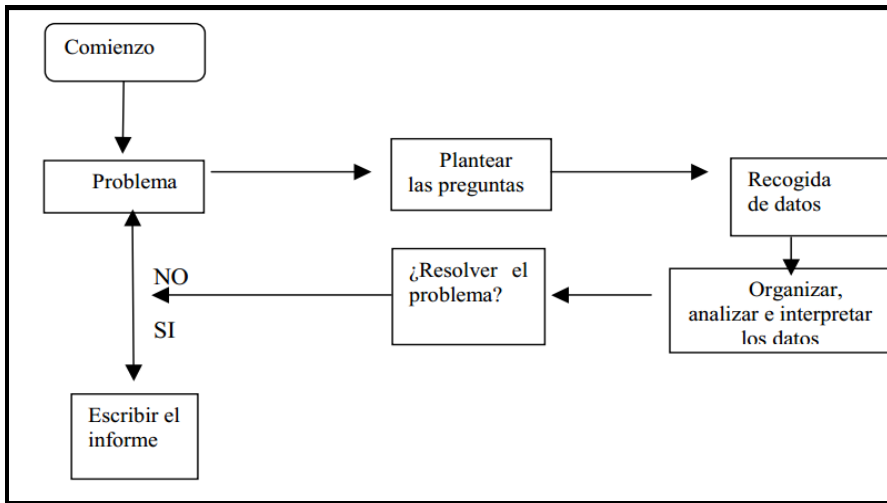 Comienzo
Problema
Plantear
las preguntas
Recogida
de datos
Organizar,
analizar e interpretar
los datos
¿Resolver el
problema?
NO
SI
Escribir el
informe